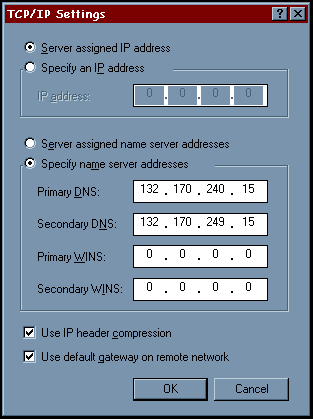 TCP/IP Settings
Server assigned IP address
Specify an IP address
IP address: 0 . 0 . 0 . 0
Server assigned name server addresses
Specify name server addresses
Primary DNS: 132 . 170 . 240 . 15
Secondary DNS: 132 . 170 . 249 . 15
Primary WINS: 0 . 0 . 0 . 0
Secondary WINS: 0 . 0 . 0 . 0
Use IP header compression
Use default gateway on remote network
OK Cancel